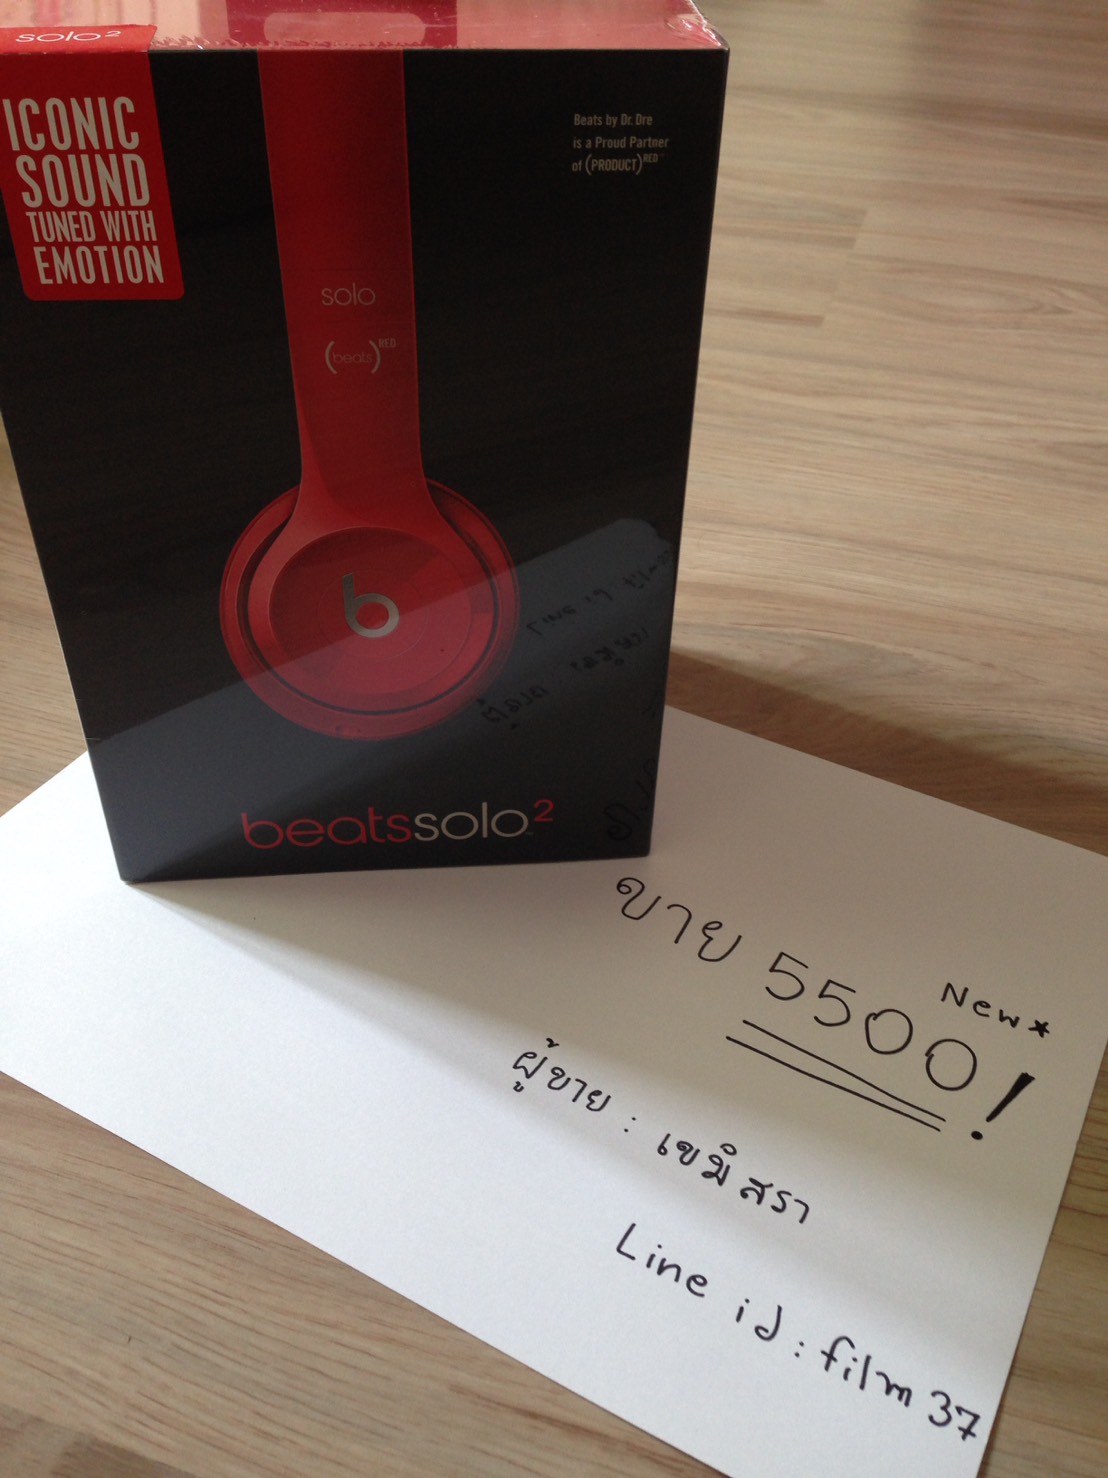 solo²
ICONIC
SOUND
TUNED WITH
EMOTION
Beats by Dr. Dre
is a Proud Partner
of (PRODUCT)RED™
solo
(beats)RED
b
beatssolo²
ขาย 5500!
New★
ผู้ขาย : เขมิสรา
Line id : film37